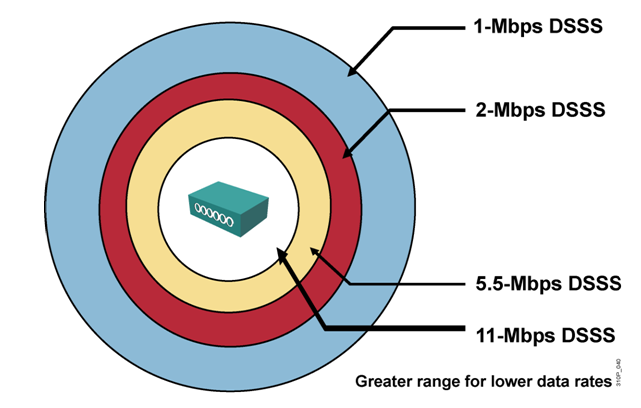 1-Mbps DSSS
2-Mbps DSSS
5.5-Mbps DSSS
11-Mbps DSSS
Greater range for lower data rates
310P_040